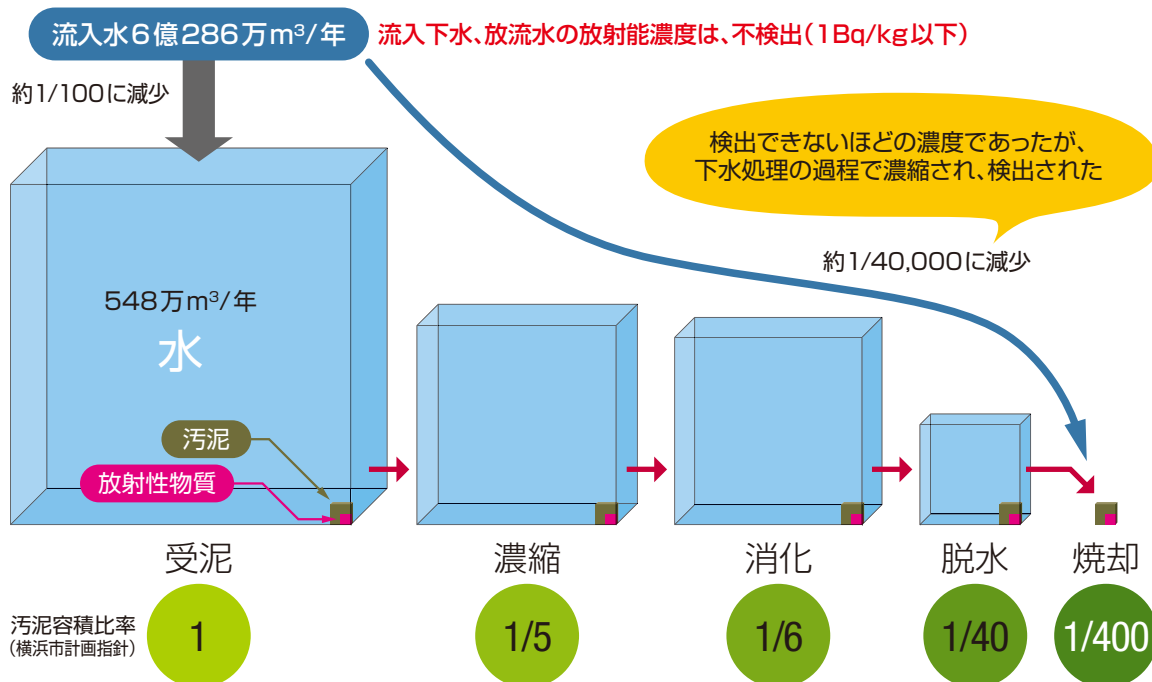 流入水6億286万m³/年
流入下水、放流水の放射能濃度は、不検出（1Bq/kg以下）
約1/100に減少
検出できないほどの濃度であったが、
下水処理の過程で濃縮され、検出された
約1/40,000に減少
548万m³/年
水
汚泥
放射性物質
受泥
濃縮
消化
脱水
焼却
汚泥容積比率
（横浜市計画指針）
1
1/5
1/6
1/40
1/400